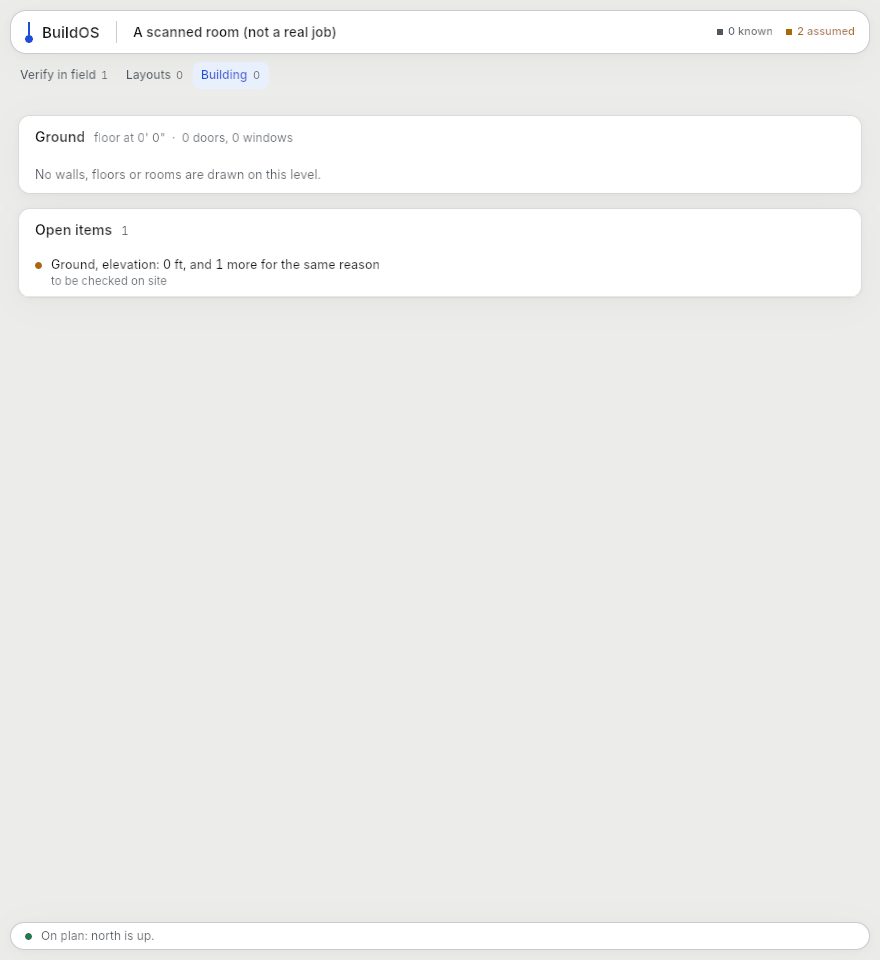 BuildOS
A scanned room (not a real job)
0 known
2 assumed
Verify in field 1
Layouts 0
Building 0
Ground floor at 0' 0" · 0 doors, 0 windows
No walls, floors or rooms are drawn on this level.
Open items 1
Ground, elevation: 0 ft, and 1 more for the same reason
to be checked on site
On plan: north is up.